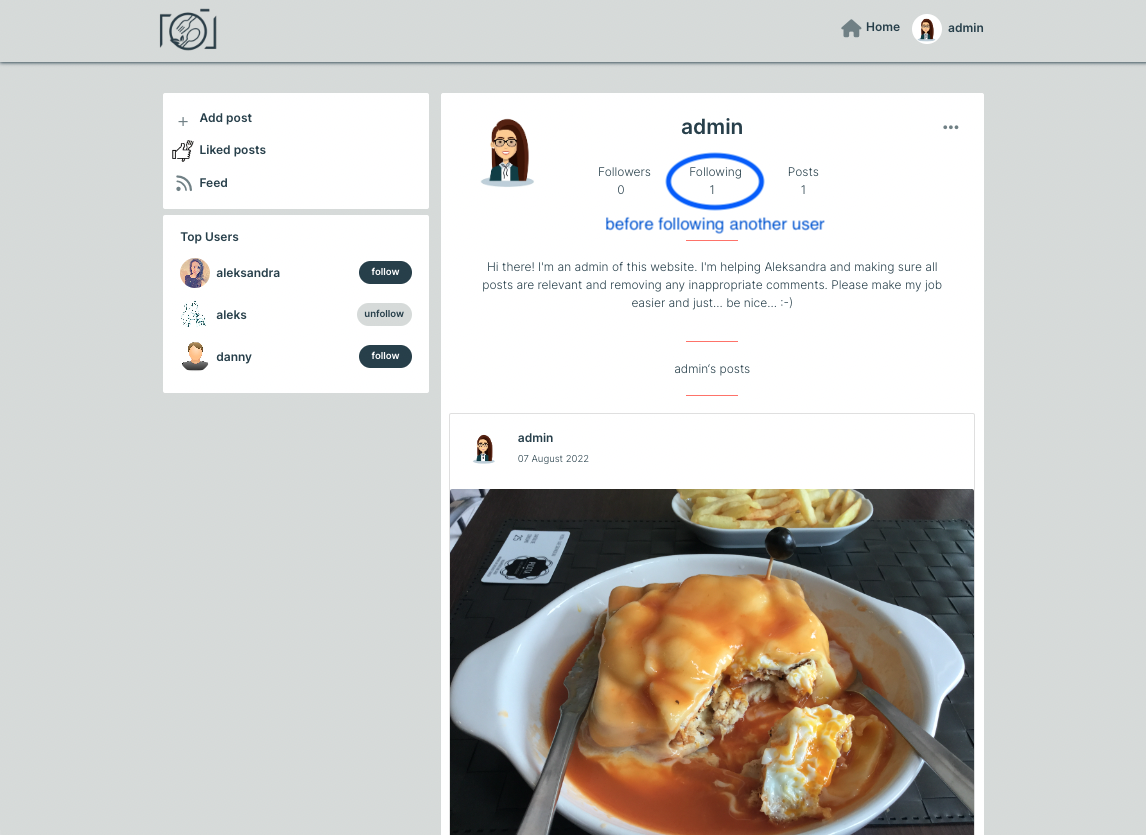 Home
admin
Add post
Liked posts
Feed
Top Users
aleksandra
follow
aleks
unfollow
danny
follow
admin
Followers
0
Following
1
Posts
1
before following another user
Hi there! I'm an admin of this website. I'm helping Aleksandra and making sure all
posts are relevant and removing any inappropriate comments. Please make my job
easier and just... be nice... :-)
admin's posts
admin
07 August 2022